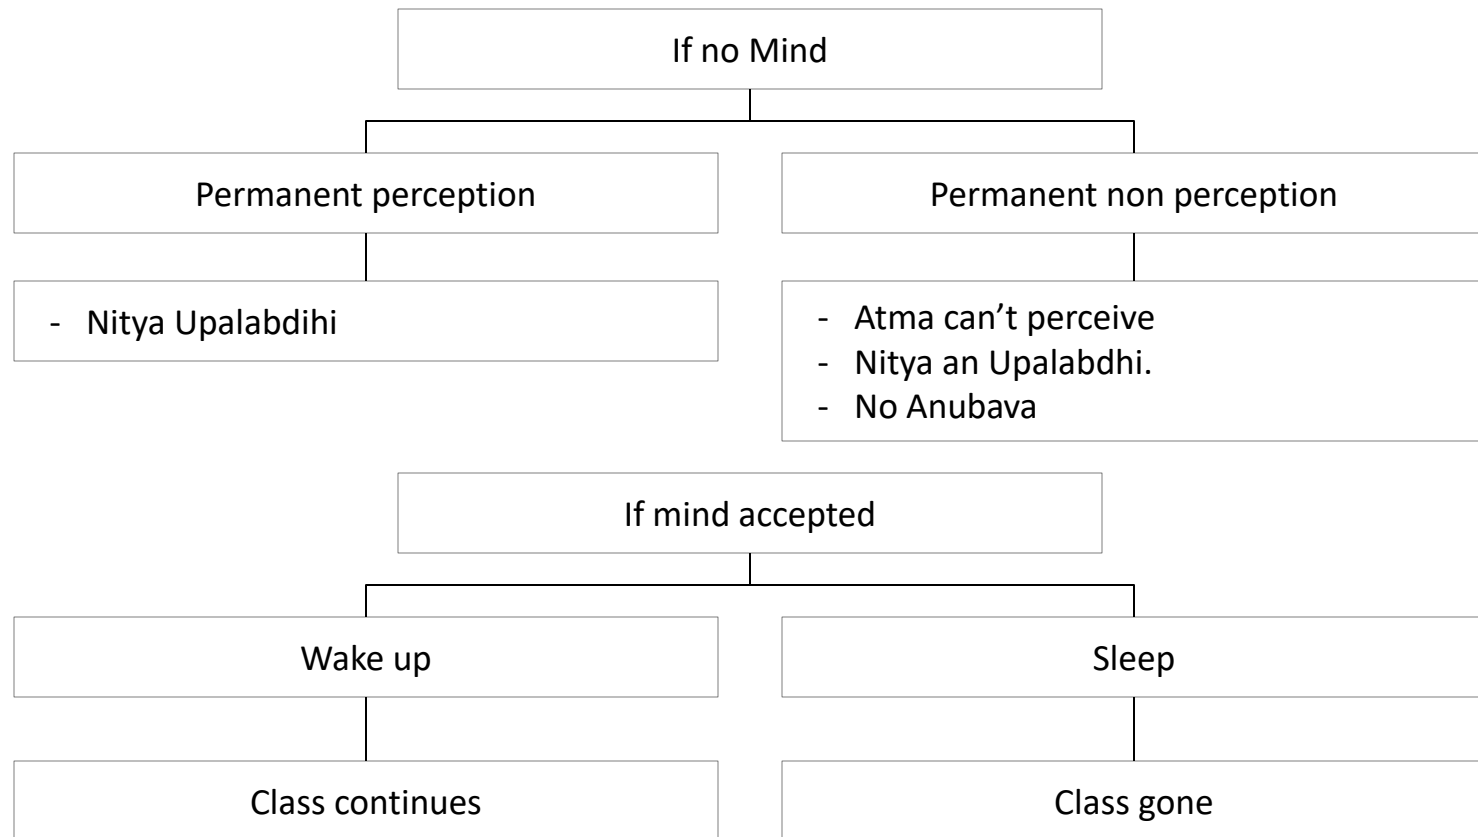 If no Mind
Permanent perception
Permanent non perception
- Nitya Upalabdihi
- Atma can’t perceive
- Nitya an Upalabdhi.
- No Anubava
If mind accepted
Wake up
Sleep
Class continues
Class gone